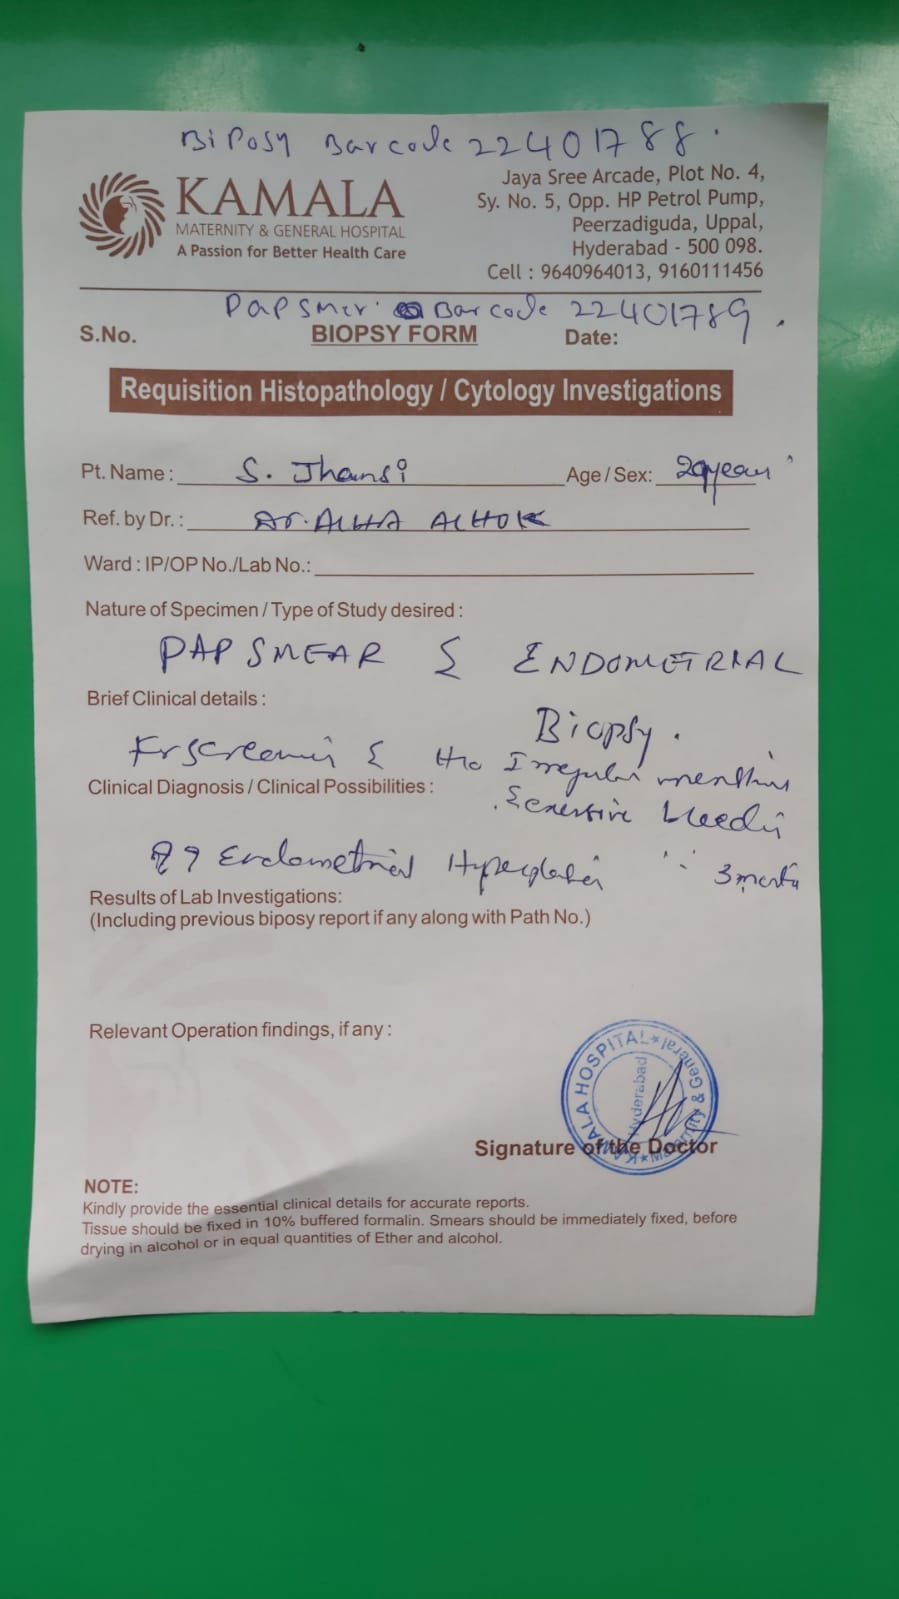 Biposy Barcode 22401788.
KAMALA
MATERNITY & GENERAL HOSPITAL
A Passion for Better Health Care
Jaya Sree Arcade, Plot No. 4,
Sy. No. 5, Opp. HP Petrol Pump,
Peerzadiguda, Uppal,
Hyderabad - 500 098.
Cell : 9640964013, 9160111456
Barcode 22401789.
S.No. BIOPSY FORM Date:
Requisition Histopathology / Cytology Investigations
Pt. Name : S. Jhansi Age / Sex:
Ref. by Dr. : Dr.
Ward : IP/OP No./Lab No.:
Nature of Specimen / Type of Study desired :
PAP SMEAR & ENDOMETRIAL
Biopsy.
Brief Clinical details :
& H/o Irregular
Clinical Diagnosis / Clinical Possibilities :
Endometrial
Results of Lab Investigations:
(Including previous biposy report if any along with Path No.)
Relevant Operation findings, if any :
KAMALA HOSPITAL
Maternity & General
Hyderabad
Signature of the Doctor
NOTE:
Kindly provide the essential clinical details for accurate reports.
Tissue should be fixed in 10% buffered formalin. Smears should be immediately fixed, before
drying in alcohol or in equal quantities of Ether and alcohol.